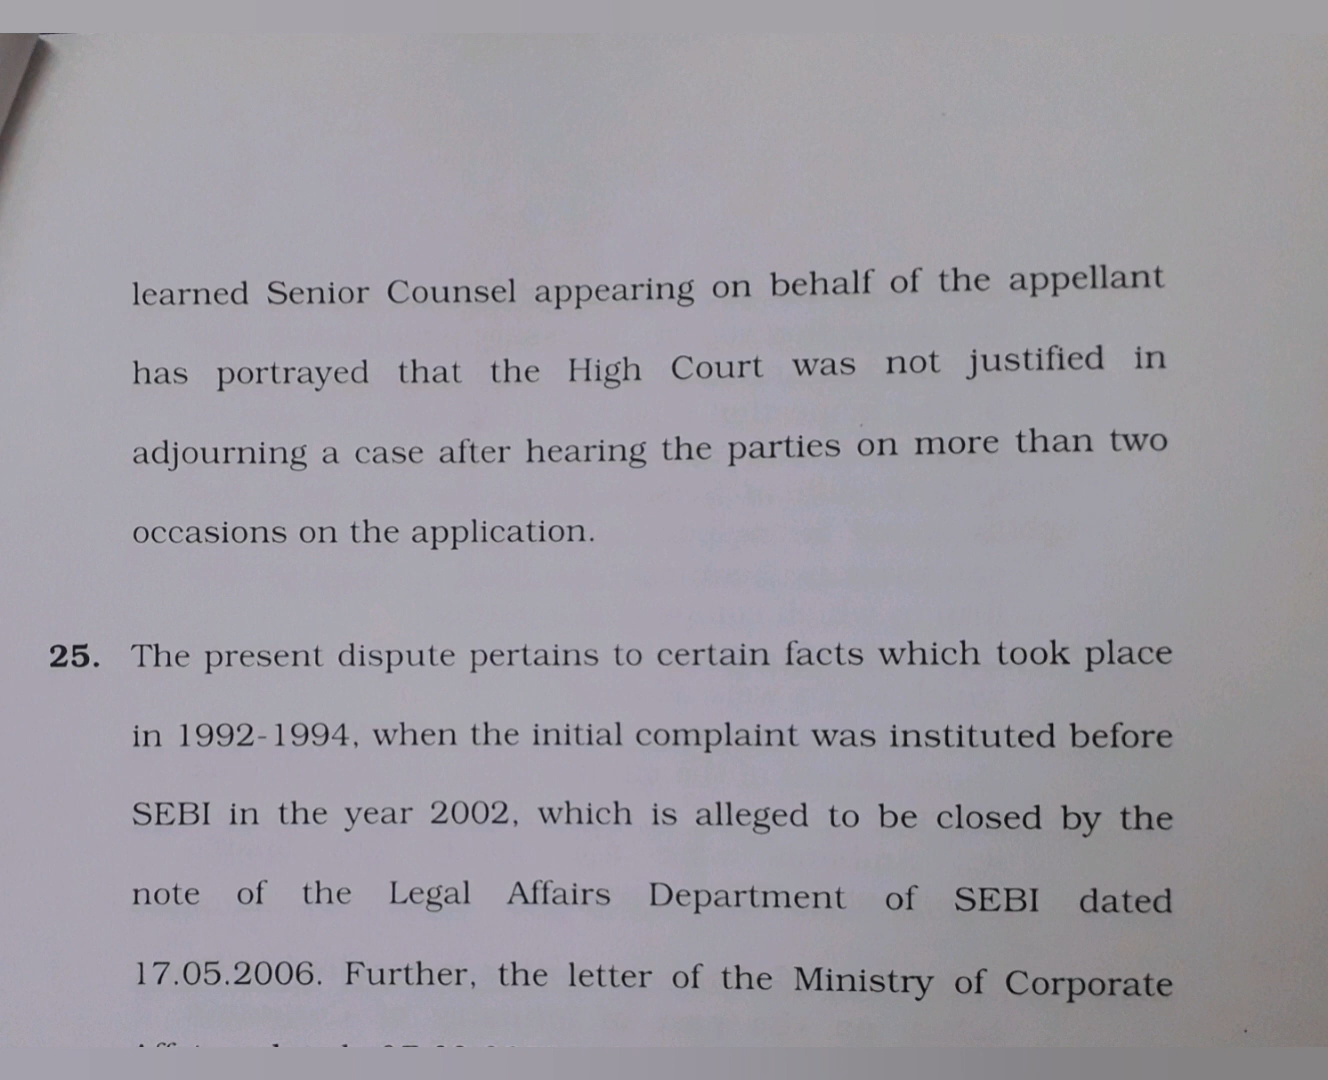 learned Senior Counsel appearing on behalf of the appellant
has portrayed that the High Court was not justified in
adjourning a case after hearing the parties on more than two
occasions on the application.
25. The present dispute pertains to certain facts which took place
in 1992-1994, when the initial complaint was instituted before
SEBI in the year 2002, which is alleged to be closed by the
note of the Legal Affairs Department of SEBI dated
17.05.2006. Further, the letter of the Ministry of Corporate